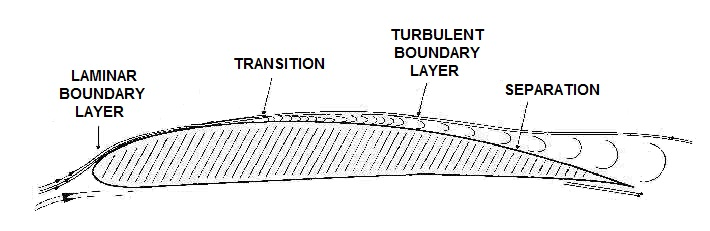 LAMINAR
BOUNDARY
LAYER
TRANSITION
TURBULENT
BOUNDARY
LAYER
SEPARATION